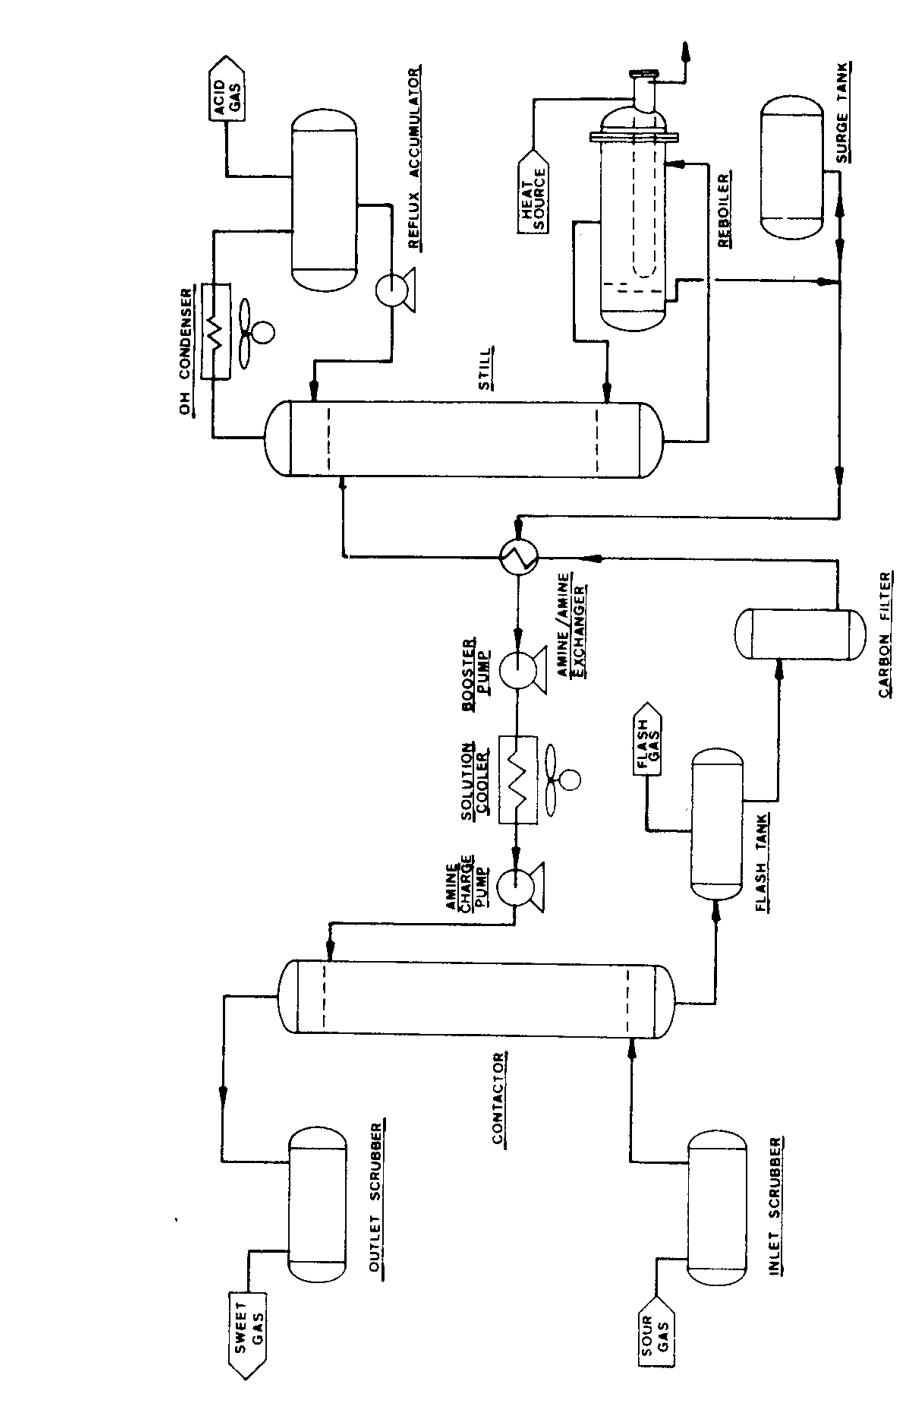 OH CONDENSER
ACID
GAS
SWEET
GAS
OUTLET SCRUBBER
REFLUX ACCUMULATOR
AMINE
CHARGE
PUMP
SOLUTION
COOLER
BOOSTER
PUMP
STILL
CONTACTOR
HEAT
SOURCE
AMINE/AMINE
EXCHANGER
SOUR
GAS
FLASH
GAS
REBOILER
FLASH TANK
INLET SCRUBBER
SURGE TANK
CARBON FILTER